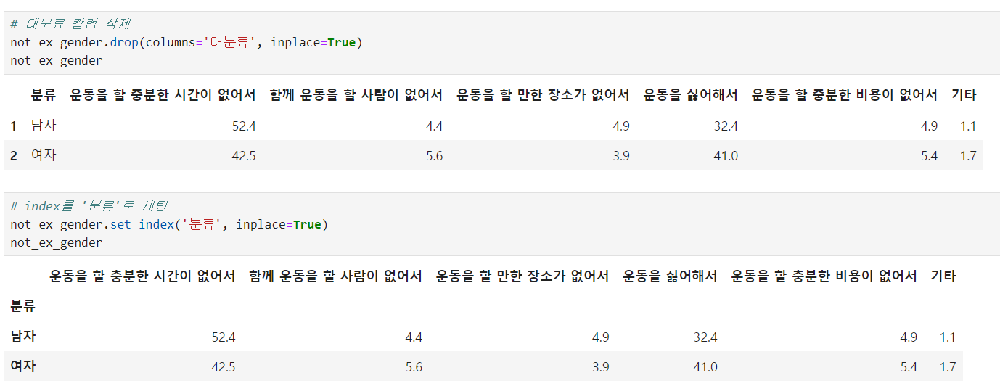 # 대분류 칼럼 삭제
not_ex_gender.drop(columns='대분류', inplace=True)
not_ex_gender
분류 운동을 할 충분한 시간이 없어서 함께 운동을 할 사람이 없어서 운동을 할 만한 장소가 없어서 운동을 싫어해서 운동을 할 충분한 비용이 없어서 기타
1 남자 52.4 4.4 4.9 32.4 4.9 1.1
2 여자 42.5 5.6 3.9 41.0 5.4 1.7
# index를 '분류'로 세팅
not_ex_gender.set_index('분류', inplace=True)
not_ex_gender
운동을 할 충분한 시간이 없어서 함께 운동을 할 사람이 없어서 운동을 할 만한 장소가 없어서 운동을 싫어해서 운동을 할 충분한 비용이 없어서 기타
분류
남자 52.4 4.4 4.9 32.4 4.9 1.1
여자 42.5 5.6 3.9 41.0 5.4 1.7